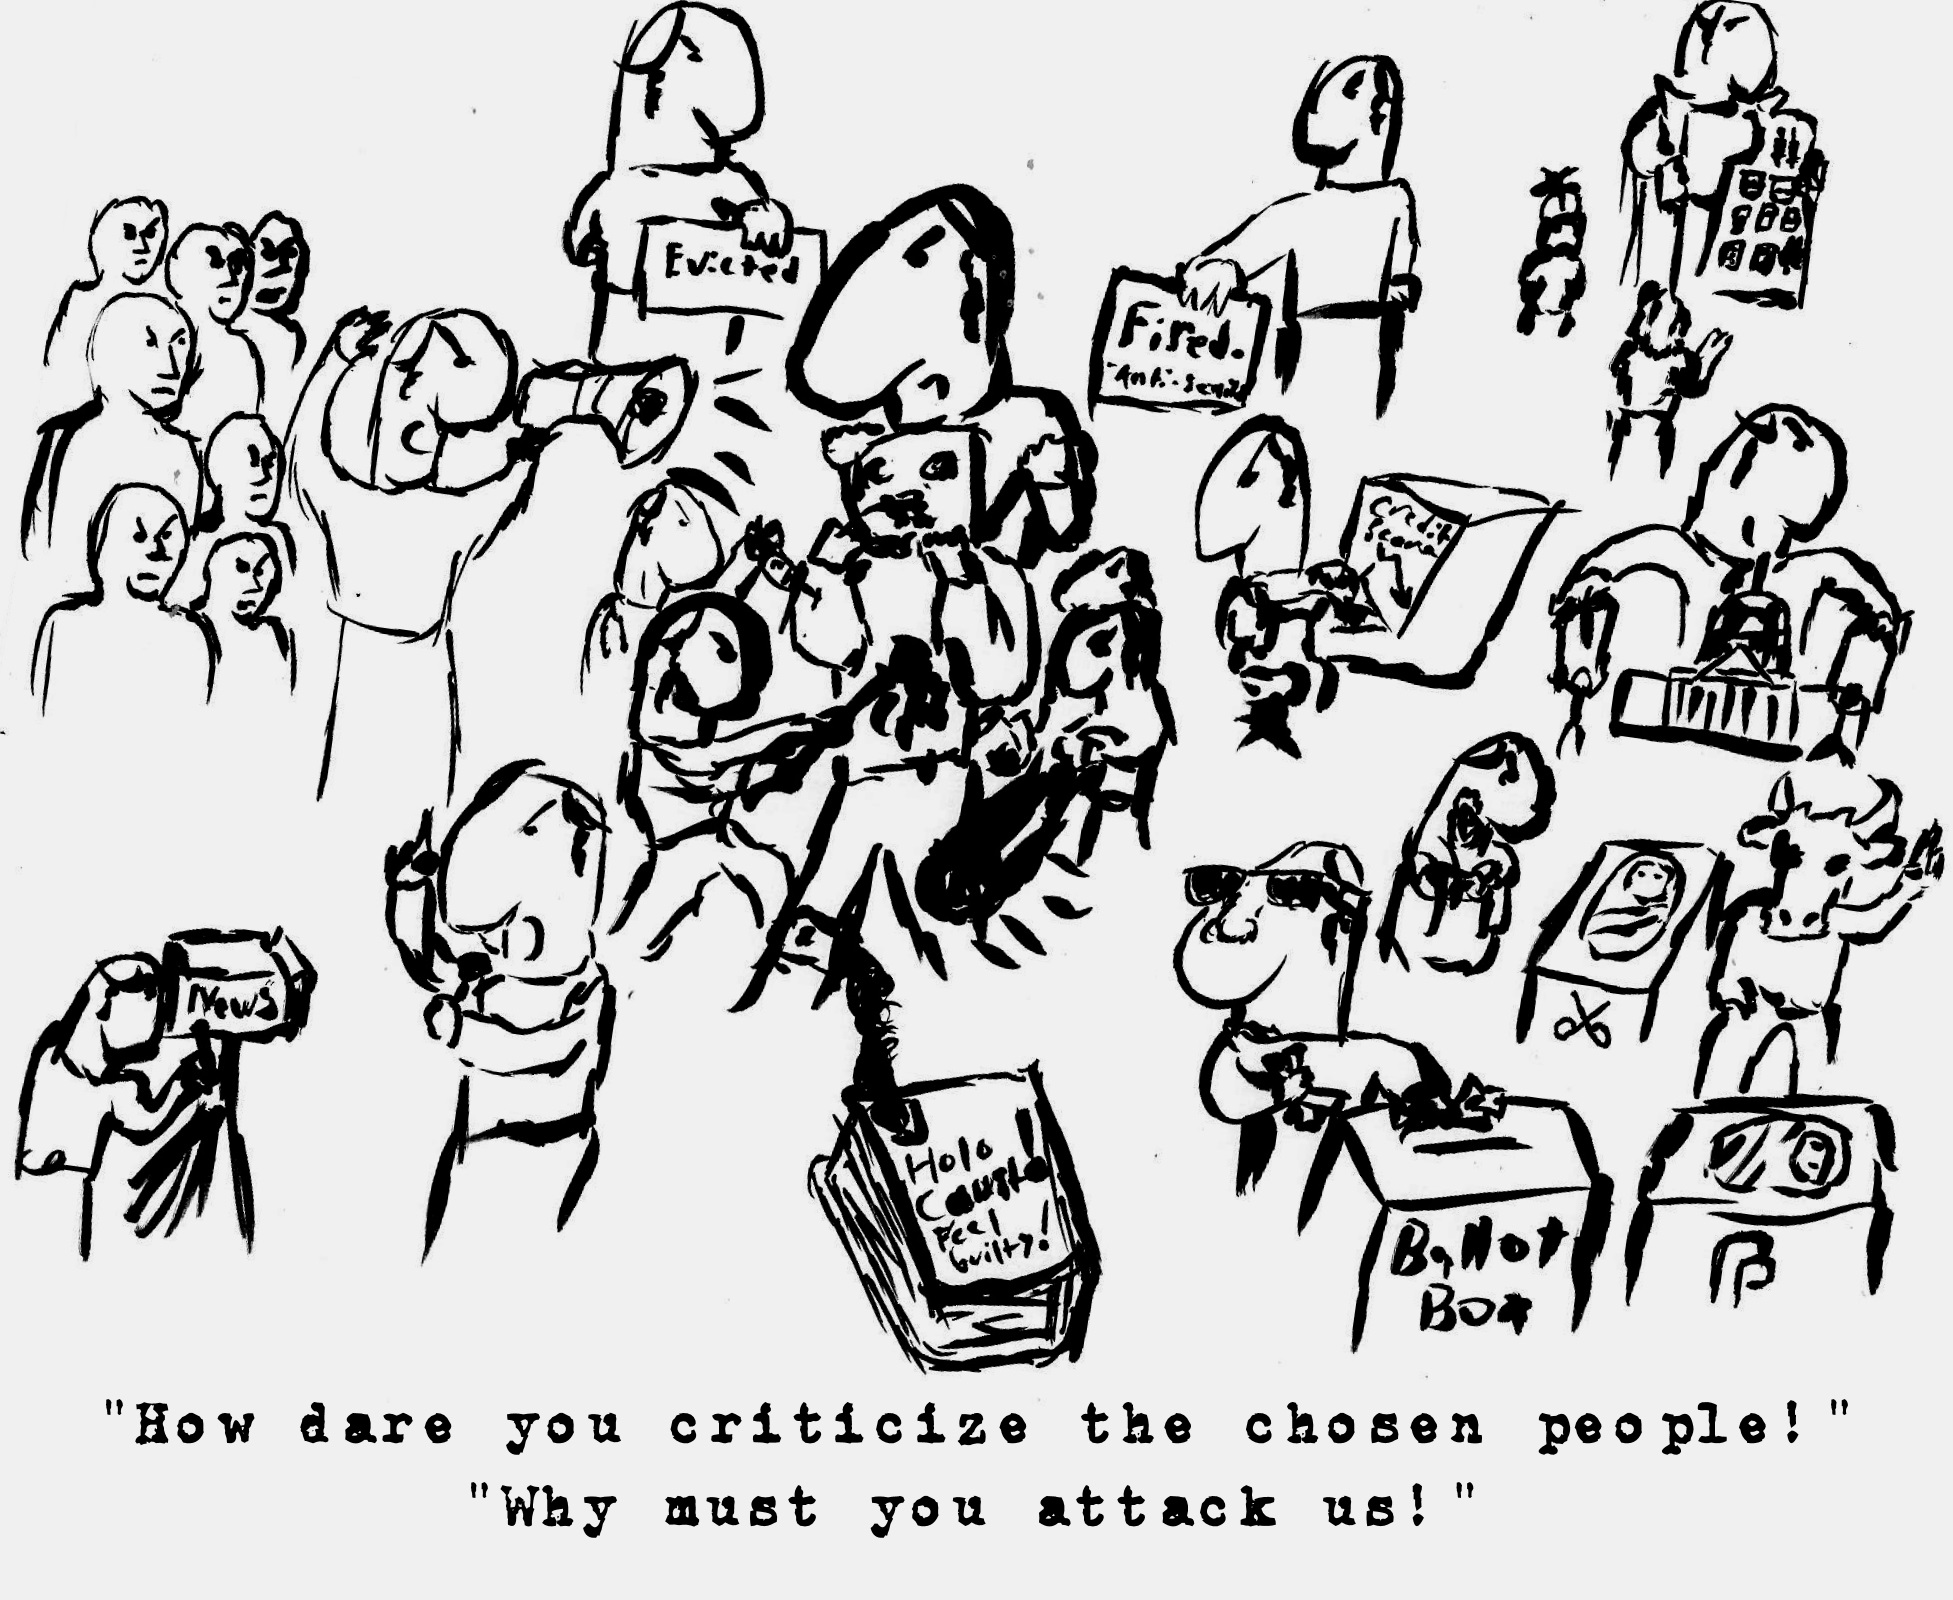 Evicted
Fired.
Credit
News
Holo
Caust!
Feel
Guilty!
Ballot
Box
"How dare you criticize the chosen people!"
"Why must you attack us!"